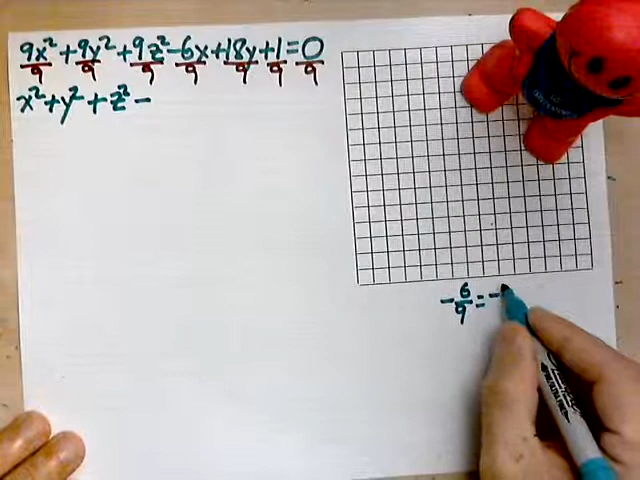 9x²/9 + 9y²/9 + 9z²/9 - 6x/9 + 18y/9 + 1/9 = 0/9
x² + y² + z² -
- 6/9 = -